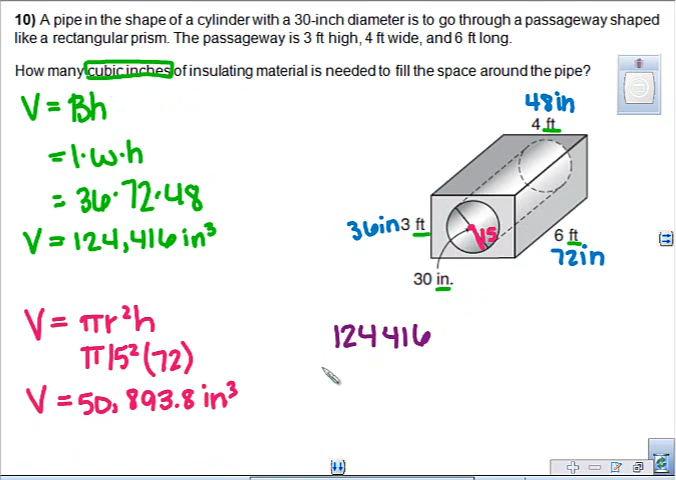 10) A pipe in the shape of a cylinder with a 30-inch diameter is to go through a passageway shaped
like a rectangular prism. The passageway is 3 ft high, 4 ft wide, and 6 ft long.
How many cubic inches of insulating material is needed to fill the space around the pipe?
V = Bh
= l·w·h
= 36·72·48
V = 124,416 in³
48in
4 ft
36in 3 ft
15
6 ft
72in
30 in.
V = πr²h
π15²(72)
V = 50,893.8 in³
124416